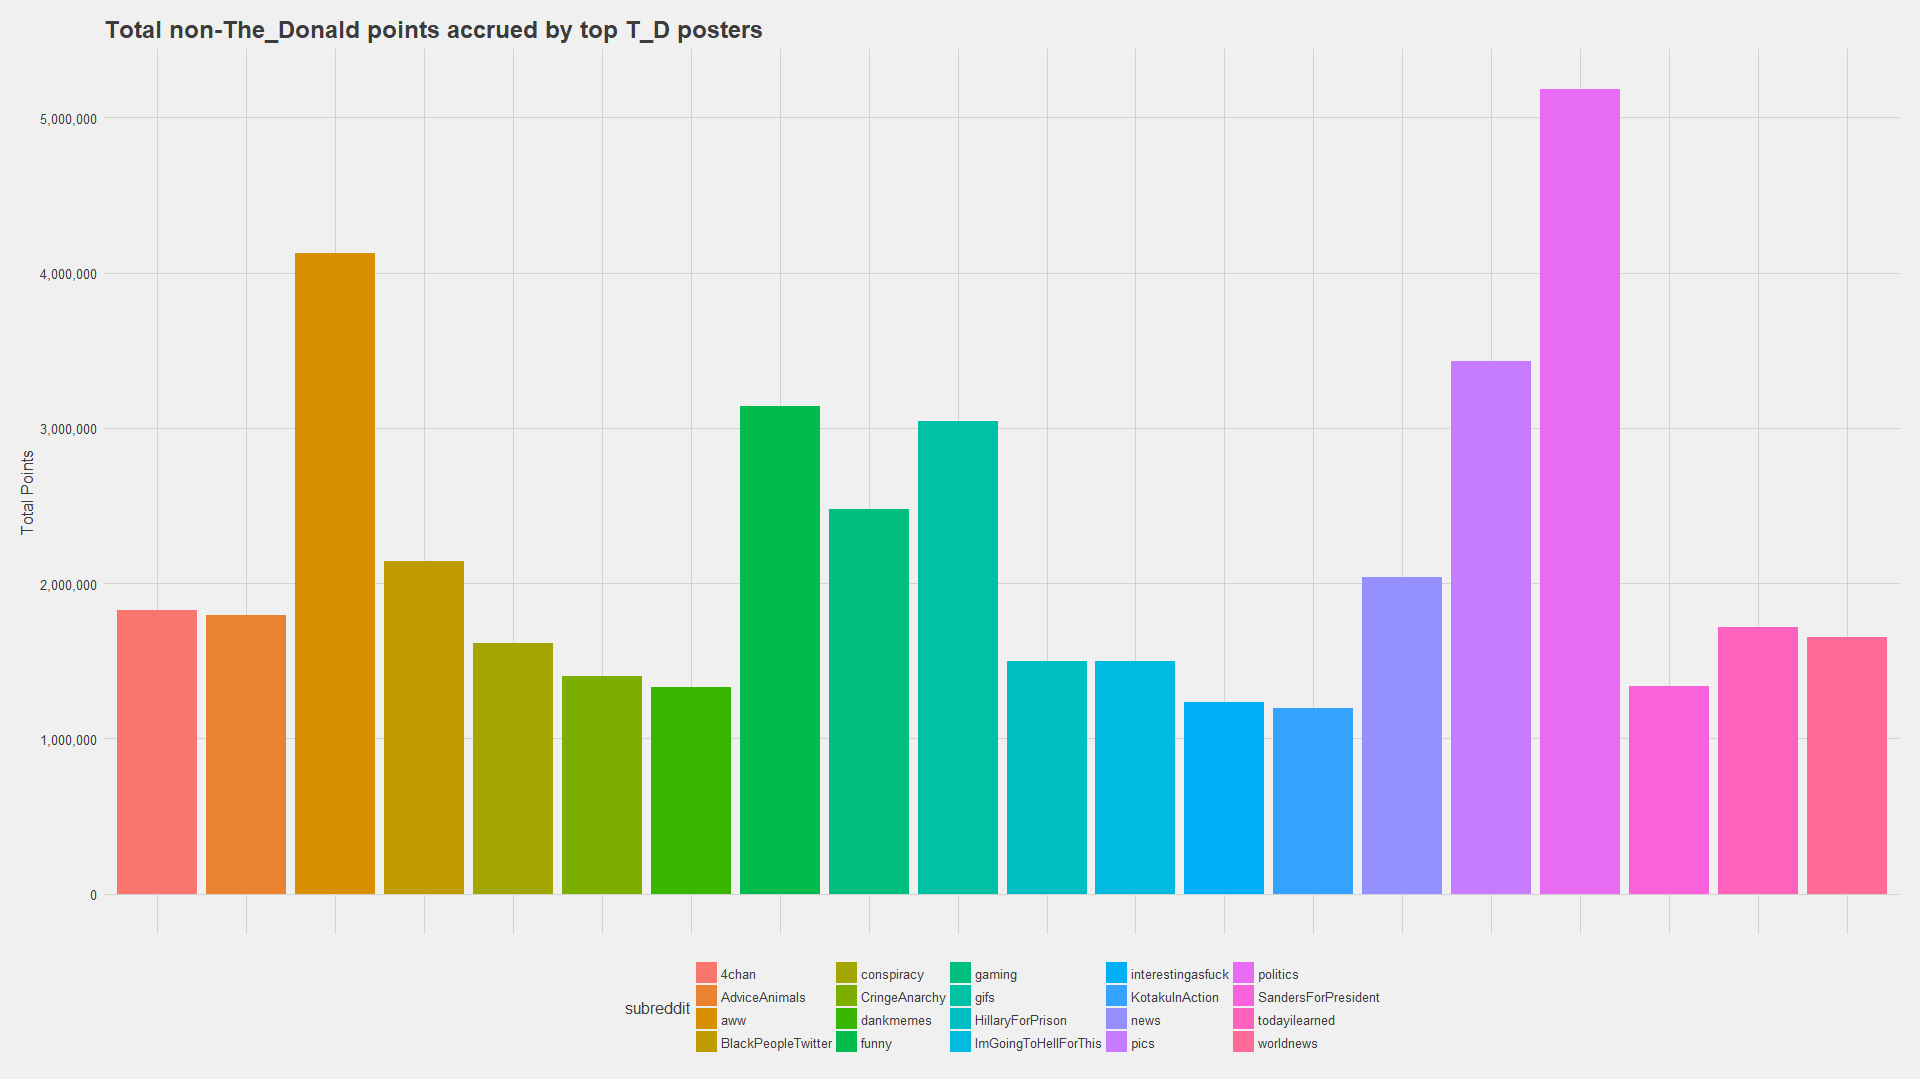 Total non-The_Donald points accrued by top T_D posters
Total Points
5,000,000
4,000,000
3,000,000
2,000,000
1,000,000
0
subreddit
4chan
AdviceAnimals
aww
BlackPeopleTwitter
conspiracy
CringeAnarchy
dankmemes
funny
gaming
gifs
HillaryForPrison
ImGoingToHellForThis
interestingasfuck
KotakuInAction
news
pics
politics
SandersForPresident
todayilearned
worldnews